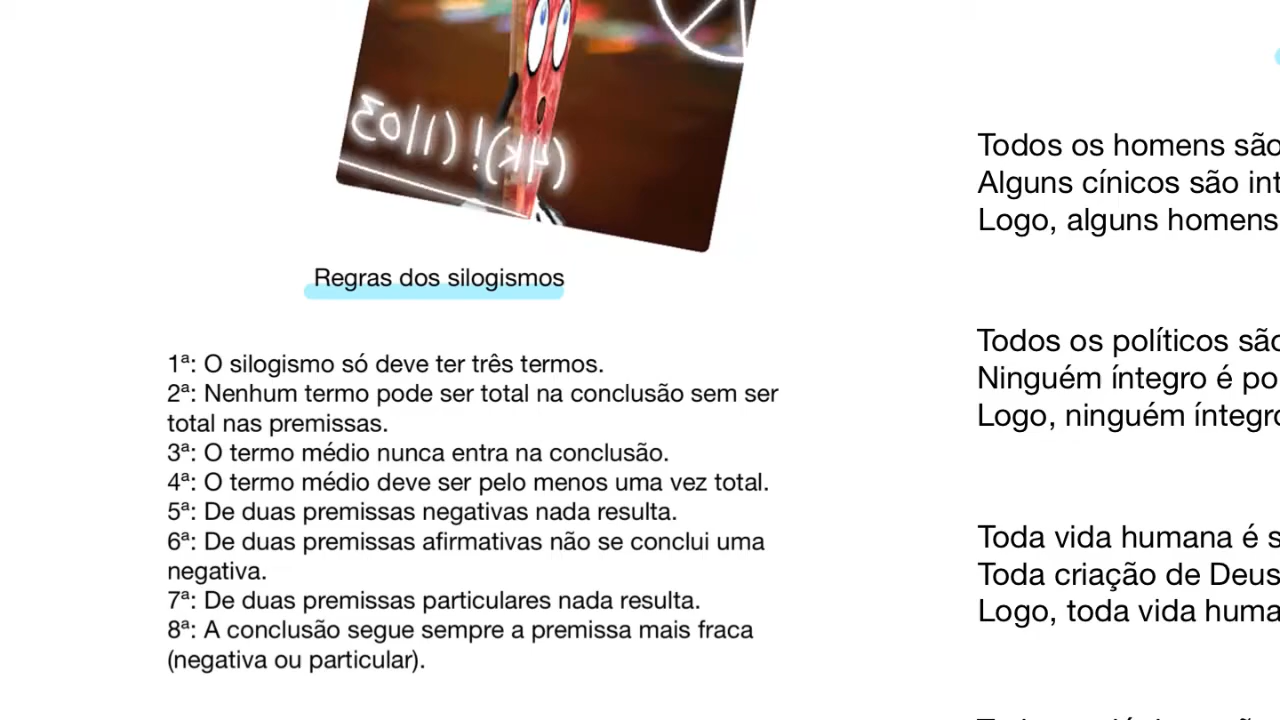 Regras dos silogismos
1ª: O silogismo só deve ter três termos.
2ª: Nenhum termo pode ser total na conclusão sem ser
total nas premissas.
3ª: O termo médio nunca entra na conclusão.
4ª: O termo médio deve ser pelo menos uma vez total.
5ª: De duas premissas negativas nada resulta.
6ª: De duas premissas afirmativas não se conclui uma
negativa.
7ª: De duas premissas particulares nada resulta.
8ª: A conclusão segue sempre a premissa mais fraca
(negativa ou particular).
Todos os homens são
Alguns cínicos são
Logo, alguns homens
Todos os políticos
Ninguém íntegro é
Logo, ninguém
Toda vida humana é
Toda criação de Deus
Logo, toda vida